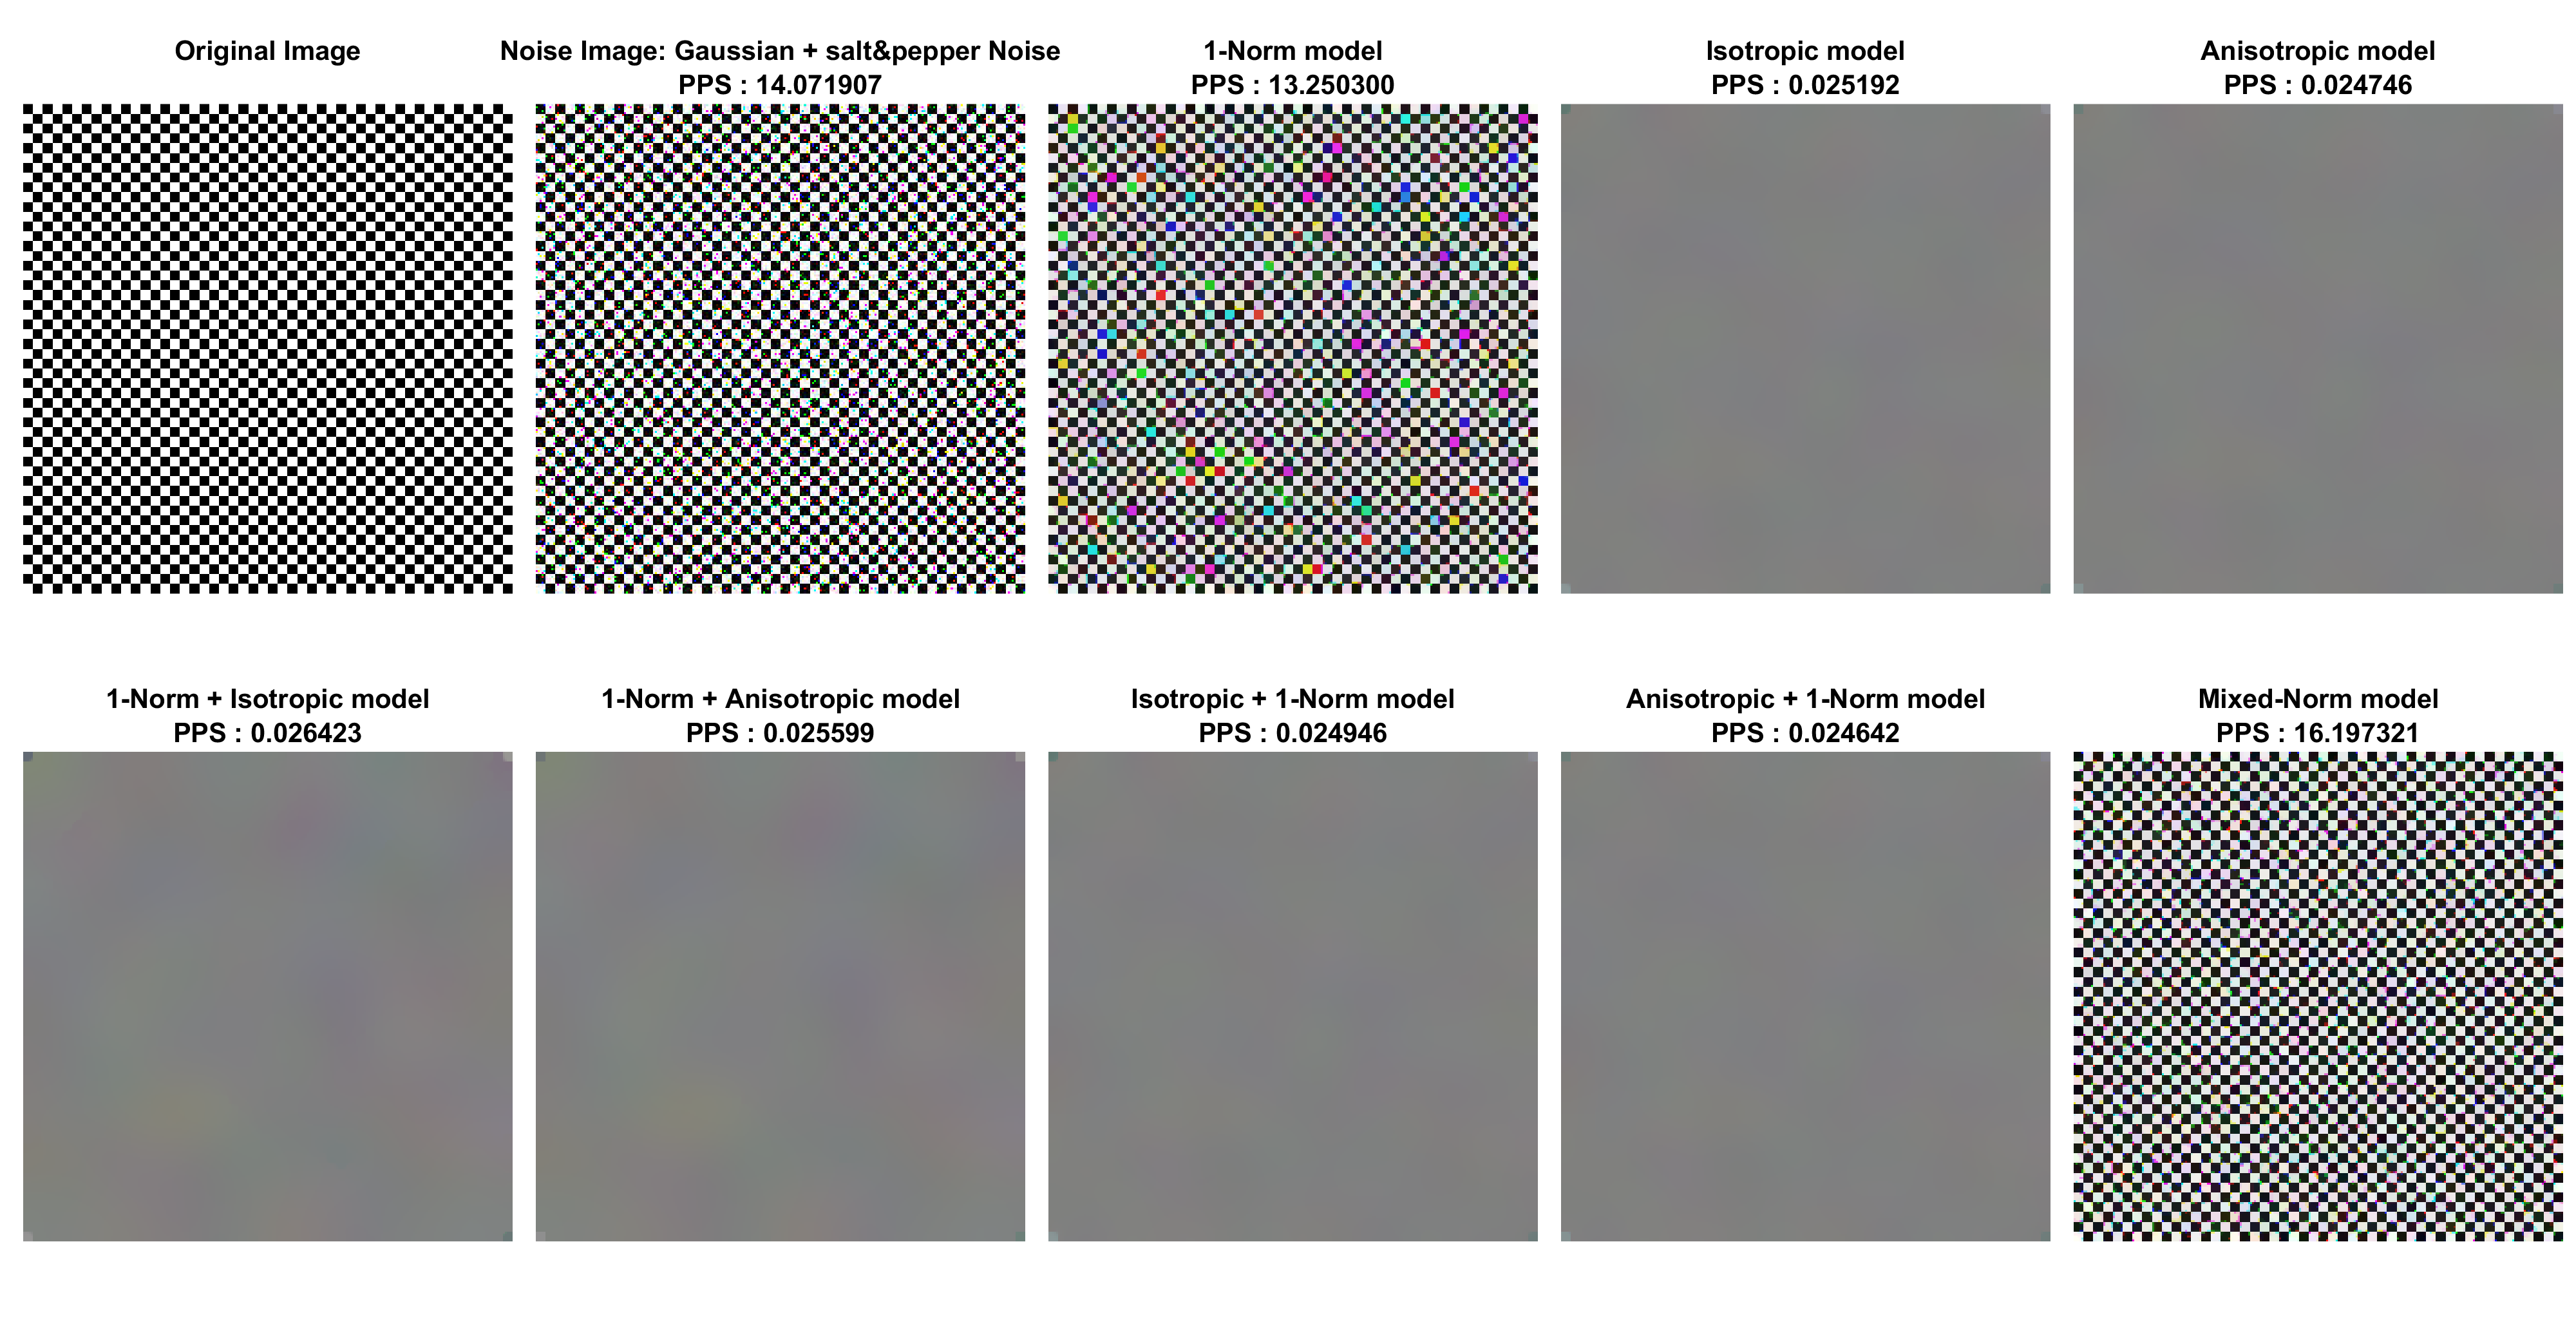 Original Image
Noise Image: Gaussian + salt&pepper Noise
PPS : 14.071907
1-Norm model
PPS : 13.250300
Isotropic model
PPS : 0.025192
Anisotropic model
PPS : 0.024746
1-Norm + Isotropic model
PPS : 0.026423
1-Norm + Anisotropic model
PPS : 0.025599
Isotropic + 1-Norm model
PPS : 0.024946
Anisotropic + 1-Norm model
PPS : 0.024642
Mixed-Norm model
PPS : 16.197321